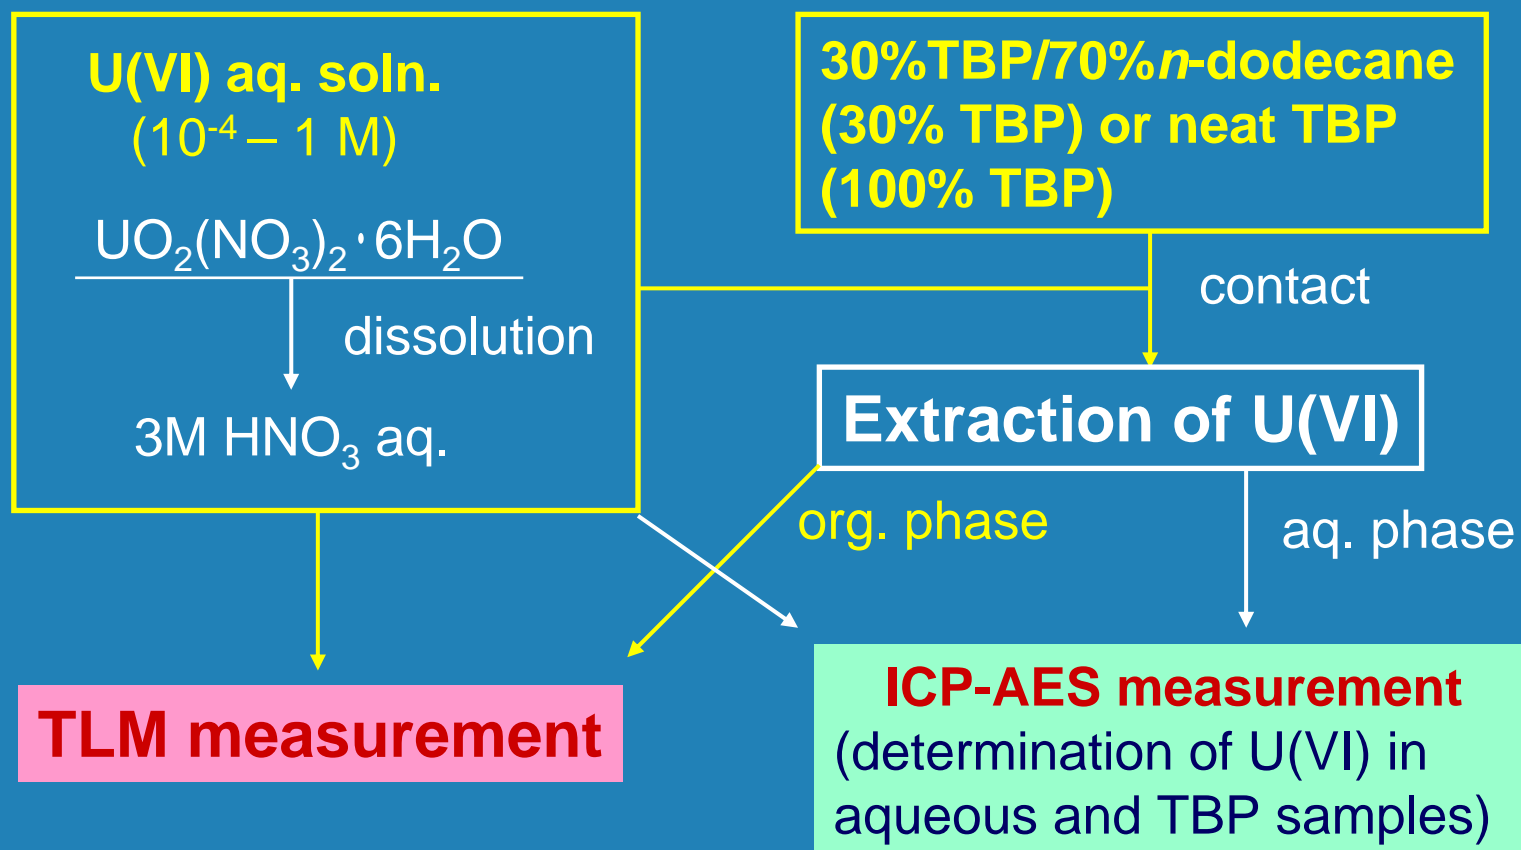 U(VI) aq. soln.
(10⁻⁴ – 1 M)
UO₂(NO₃)₂・6H₂O
dissolution
3M HNO₃ aq.
30%TBP/70%n-dodecane
(30% TBP) or neat TBP
(100% TBP)
contact
Extraction of U(VI)
org. phase
aq. phase
TLM measurement
ICP-AES measurement
(determination of U(VI) in
aqueous and TBP samples)